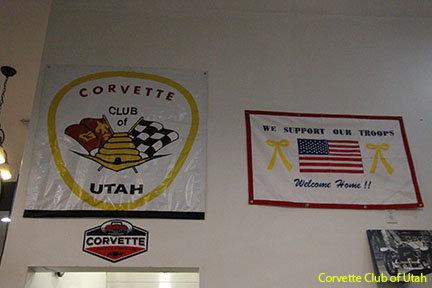 CORVETTE
CLUB
of
UTAH
WE SUPPORT OUR TROOPS
Welcome Home !!
CORVETTE
Corvette Club of Utah